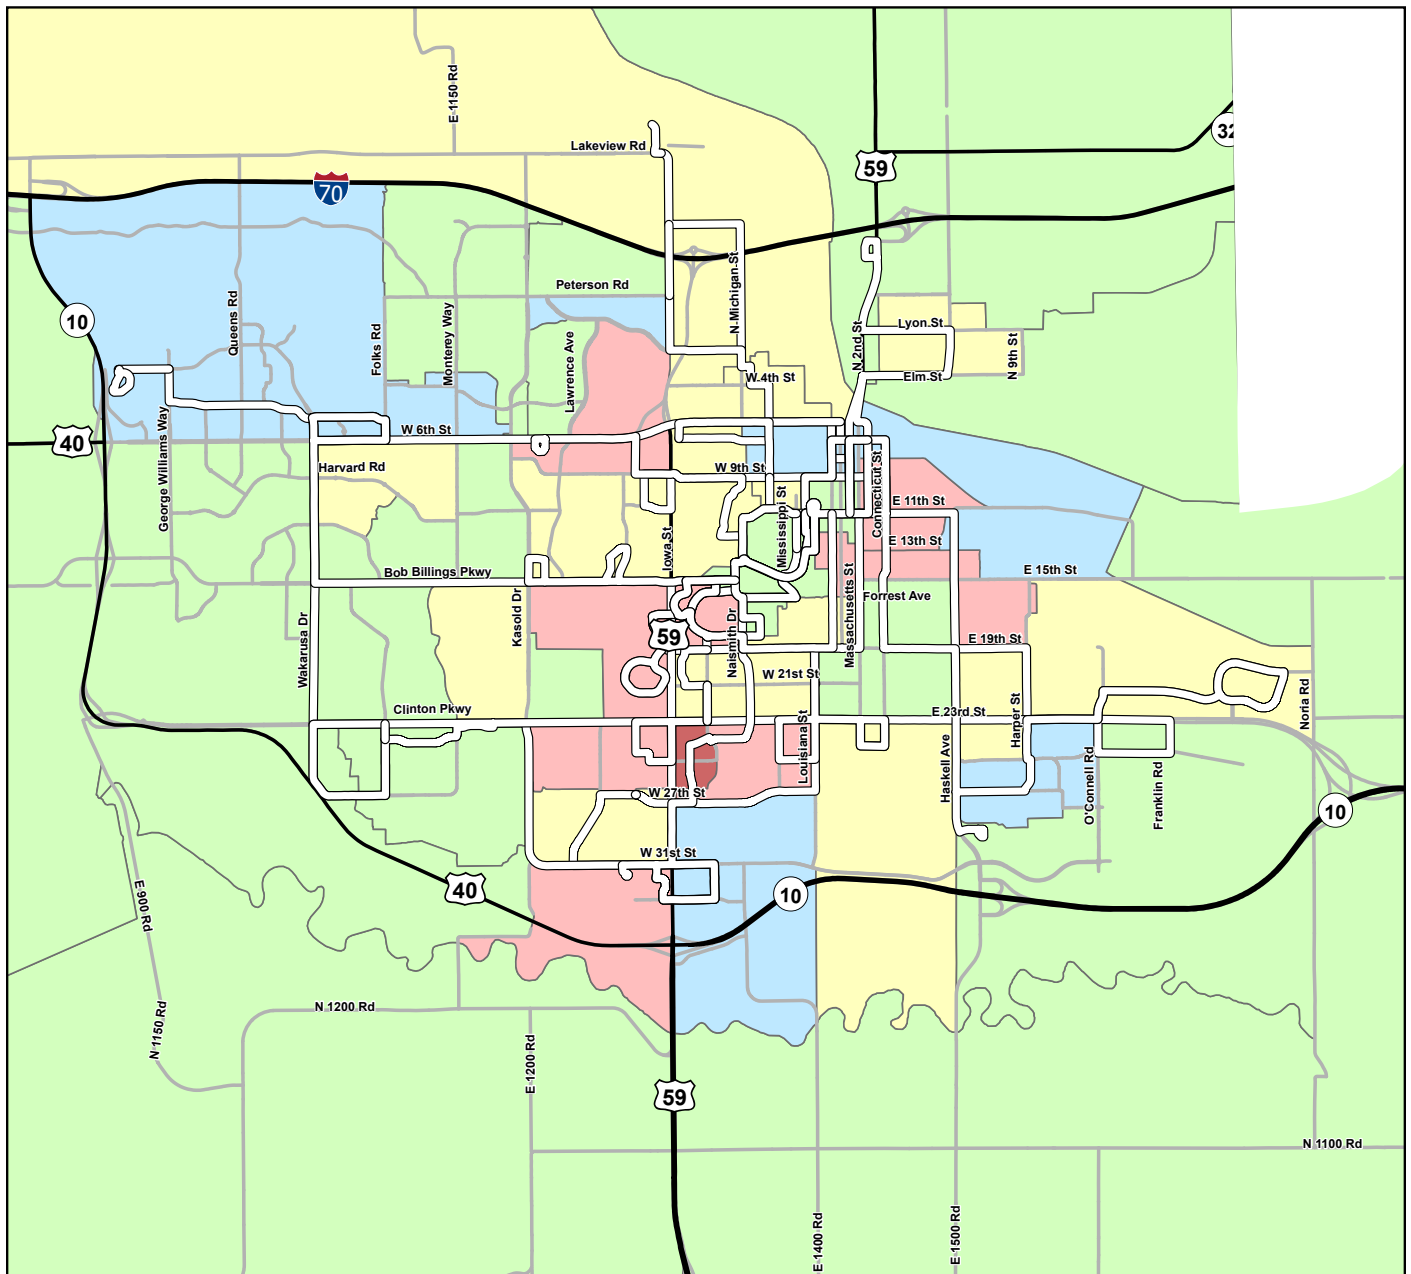 E 1150 Rd
Lakeview Rd
32
59
70
Peterson Rd
N Michigan St
10
Queens Rd
Folks Rd
Monterey Way
Lawrence Ave
N 2nd St
Lyon St
N 9th St
Elm St
W 4th St
40
George Williams Way
W 6th St
Harvard Rd
W 9th St
Mississippi St
Connecticut St
E 11th St
Iowa St
E 13th St
Bob Billings Pkwy
E 15th St
Massachusetts St
Forrest Ave
Wakarusa Dr
Kasold Dr
59
Naismith Dr
E 19th St
W 21st St
Clinton Pkwy
Louisiana St
E 23rd St
Haskell Ave
Harper St
O'Connell Rd
Franklin Rd
Noria Rd
W 27th St
10
W 31st St
40
10
E 900 Rd
N 1150 Rd
N 1200 Rd
E 1200 Rd
59
N 1100 Rd
E 1400 Rd
E 1500 Rd